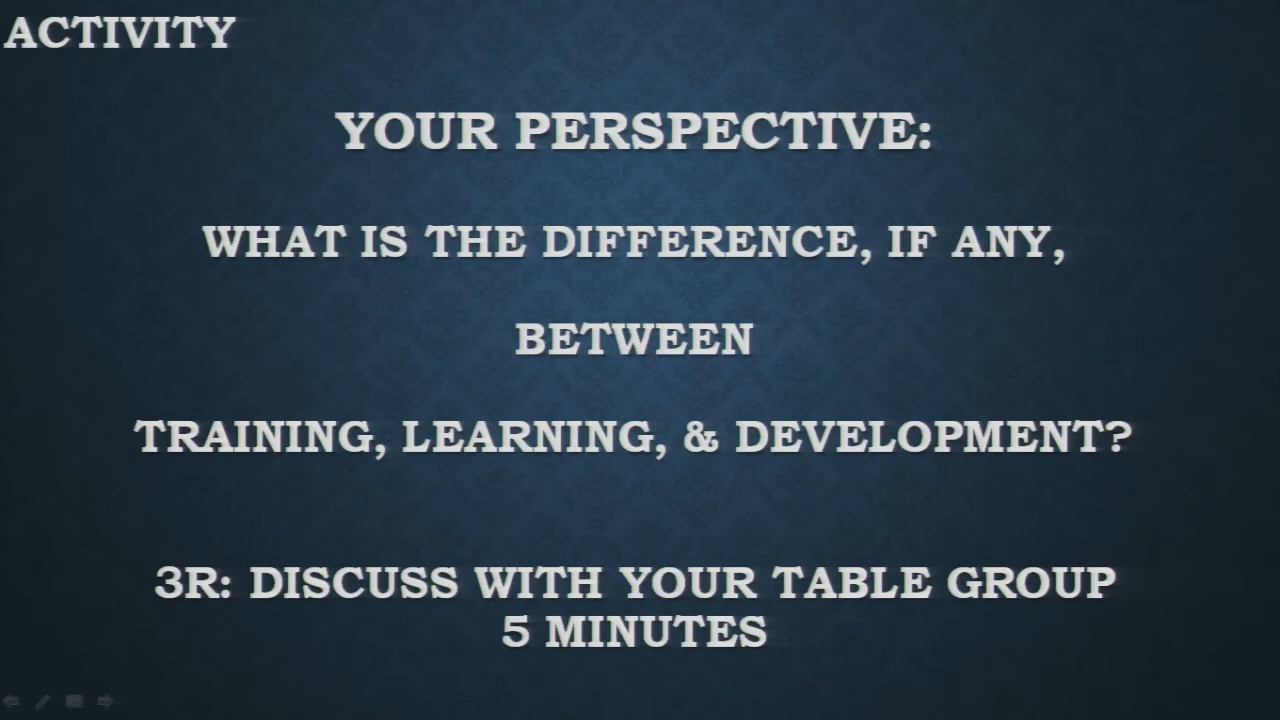 ACTIVITY
YOUR PERSPECTIVE:
WHAT IS THE DIFFERENCE, IF ANY,
BETWEEN
TRAINING, LEARNING, & DEVELOPMENT?
3R: DISCUSS WITH YOUR TABLE GROUP
5 MINUTES